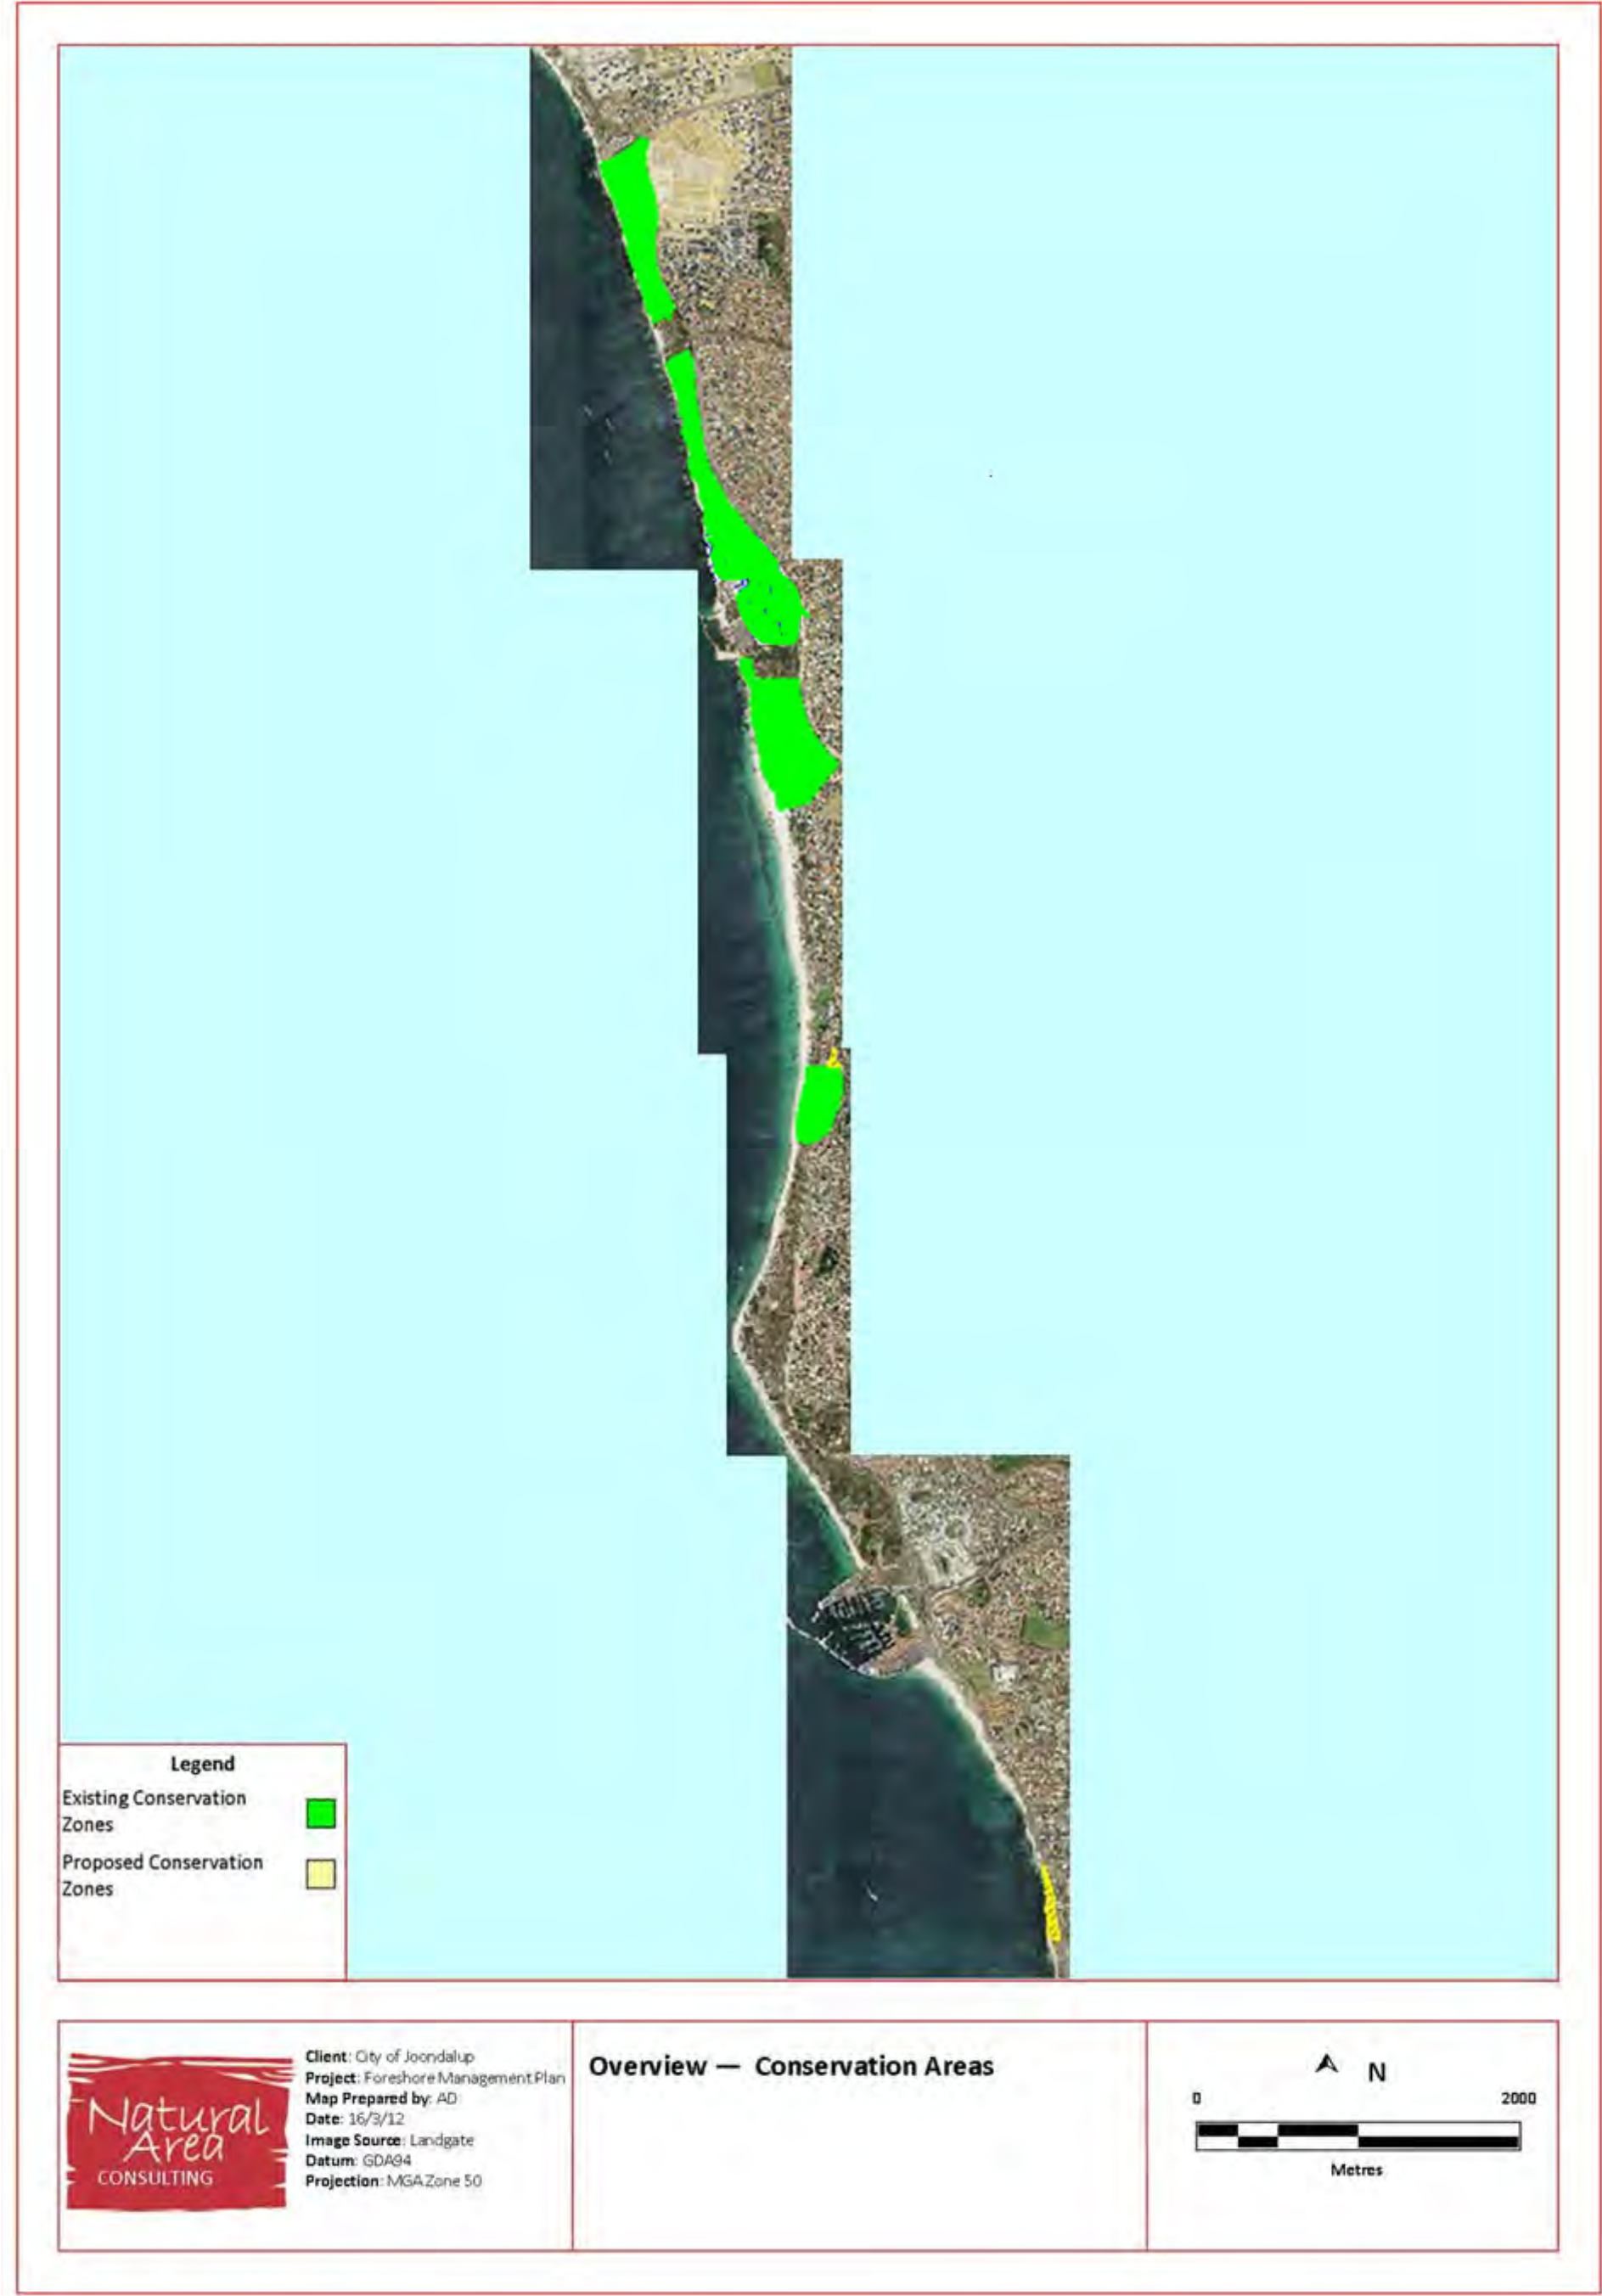 Legend
Existing Conservation
Zones
Proposed Conservation
Zones
Natural
Area
CONSULTING
Client: City of Joondalup
Project: Foreshore Management Plan
Map Prepared by: AD
Date: 16/3/12
Image Source: Landgate
Datum: GDA94
Projection: MGA Zone 50
Overview — Conservation Areas
N
0 2000
Metres